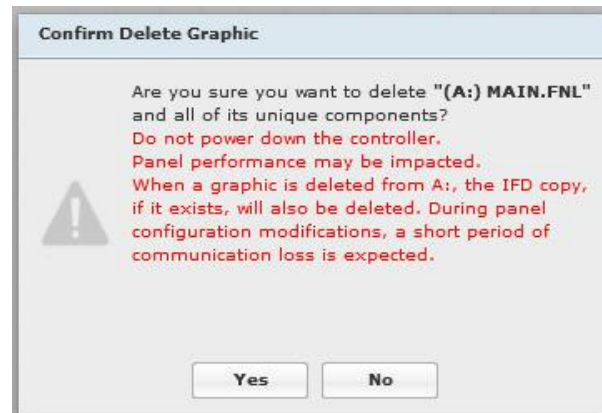 Confirm Delete Graphic
Are you sure you want to delete "(A:) MAIN.FNL"
and all of its unique components?
Do not power down the controller.
Panel performance may be impacted.
When a graphic is deleted from A:, the IFD copy,
if it exists, will also be deleted. During panel
configuration modifications, a short period of
communication loss is expected.
Yes No